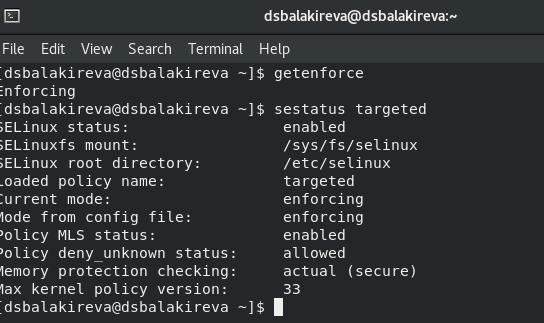 dsbalakireva@dsbalakireva:~
File Edit View Search Terminal Help
[dsbalakireva@dsbalakireva ~]$ getenforce
Enforcing
[dsbalakireva@dsbalakireva ~]$ sestatus targeted
SELinux status: enabled
SELinuxfs mount: /sys/fs/selinux
SELinux root directory: /etc/selinux
Loaded policy name: targeted
Current mode: enforcing
Mode from config file: enforcing
Policy MLS status: enabled
Policy deny_unknown status: allowed
Memory protection checking: actual (secure)
Max kernel policy version: 33
[dsbalakireva@dsbalakireva ~]$